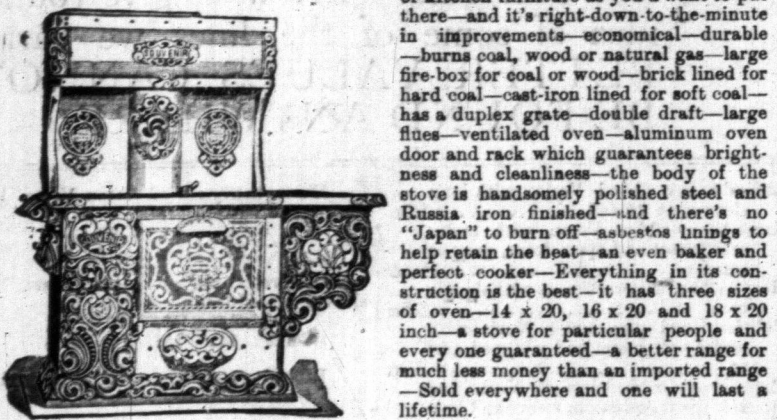 SOUVENIR
SOUVENIR
there—and it's right-down-to-the-minute
in improvements—economical—durable
—burns coal, wood or natural gas—large
fire-box for coal or wood—brick lined for
hard coal—cast-iron lined for soft coal—
has a duplex grate—double draft—large
flues—ventilated oven—aluminum oven
door and rack which guarantees bright-
ness and cleanliness—the body of the
stove is handsomely polished steel and
Russia iron finished—and there's no
"Japan" to burn off—asbestos linings to
help retain the heat—an even baker and
perfect cooker—Everything in its con-
struction is the best—it has three sizes
of oven—14 x 20, 16 x 20 and 18 x 20
inch—a stove for particular people and
every one guaranteed—a better range for
much less money than an imported range
—Sold everywhere and one will last a
lifetime.